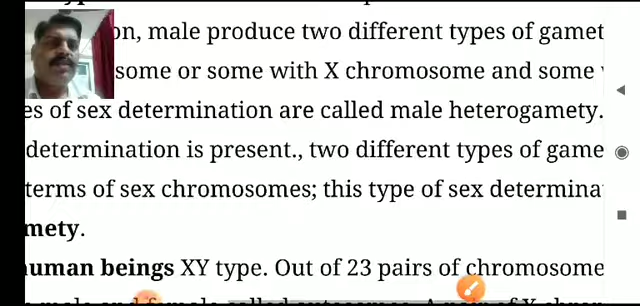 on, male produce two different types of gamet
some or some with X chromosome and some
es of sex determination are called male heterogamety.
determination is present., two different types of game
terms of sex chromosomes; this type of sex determina
mety.
uman beings XY type. Out of 23 pairs of chromosome